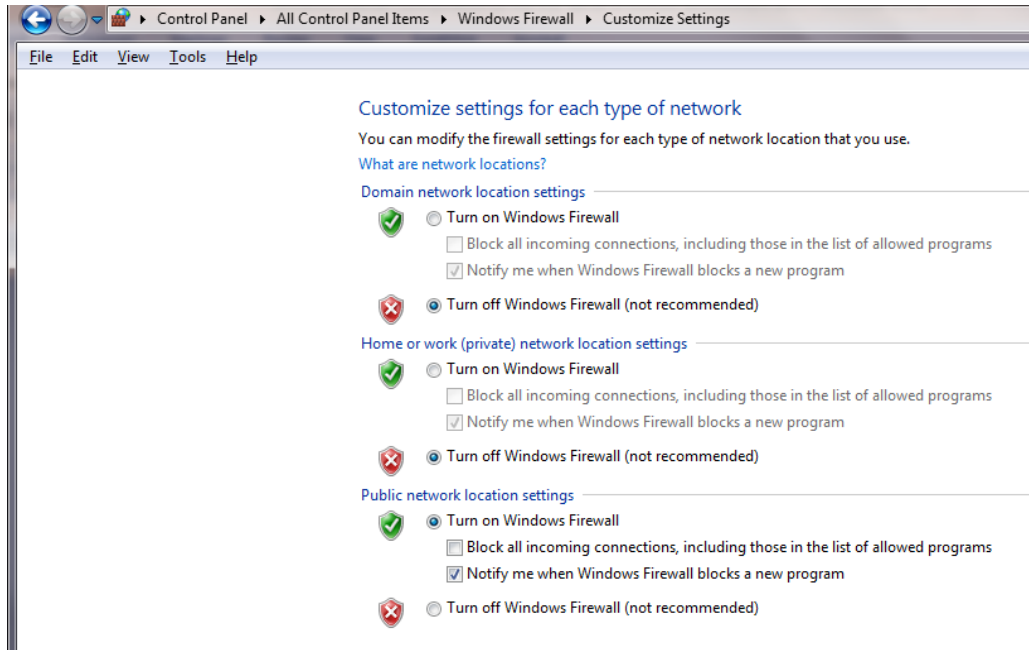 Control Panel ▸ All Control Panel Items ▸ Windows Firewall ▸ Customize Settings
File Edit View Tools Help
Customize settings for each type of network
You can modify the firewall settings for each type of network location that you use.
What are network locations?
Domain network location settings
Turn on Windows Firewall
Block all incoming connections, including those in the list of allowed programs
Notify me when Windows Firewall blocks a new program
Turn off Windows Firewall (not recommended)
Home or work (private) network location settings
Turn on Windows Firewall
Block all incoming connections, including those in the list of allowed programs
Notify me when Windows Firewall blocks a new program
Turn off Windows Firewall (not recommended)
Public network location settings
Turn on Windows Firewall
Block all incoming connections, including those in the list of allowed programs
Notify me when Windows Firewall blocks a new program
Turn off Windows Firewall (not recommended)